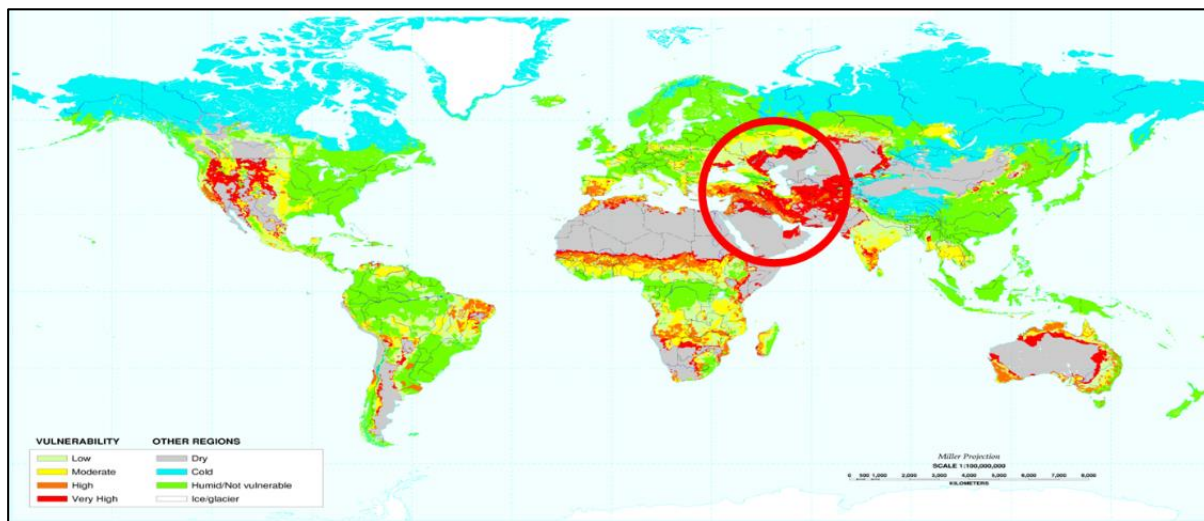 VULNERABILITY
OTHER REGIONS
Low
Dry
Moderate
Cold
High
Humid/Not vulnerable
Very High
Ice/glacier
Miller Projection
SCALE 1:100,000,000
KILOMETERS